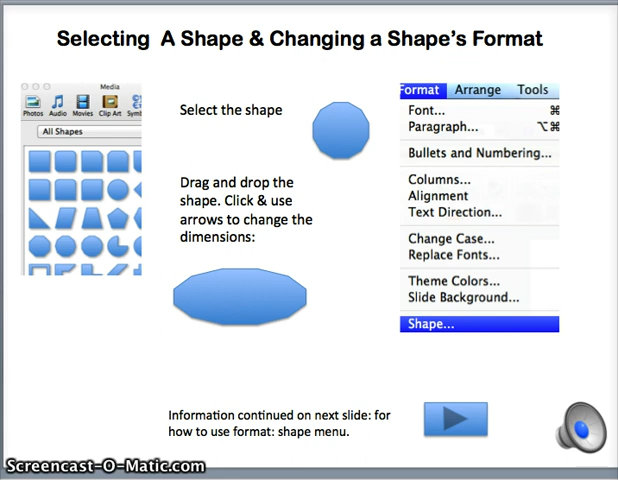 Selecting  A Shape & Changing a Shape's Format
Media
Photos Audio Movies Clip Art
All Shapes
Select the shape
Drag and drop the
shape. Click & use
arrows to change the
dimensions:
Format Arrange Tools
Font... ⌘
Paragraph... ⌥⌘
Bullets and Numbering...
Columns...
Alignment
Text Direction...
Change Case...
Replace Fonts...
Theme Colors...
Slide Background...
Shape...
Information continued on next slide: for
how to use format: shape menu.
Screencast-O-Matic.com